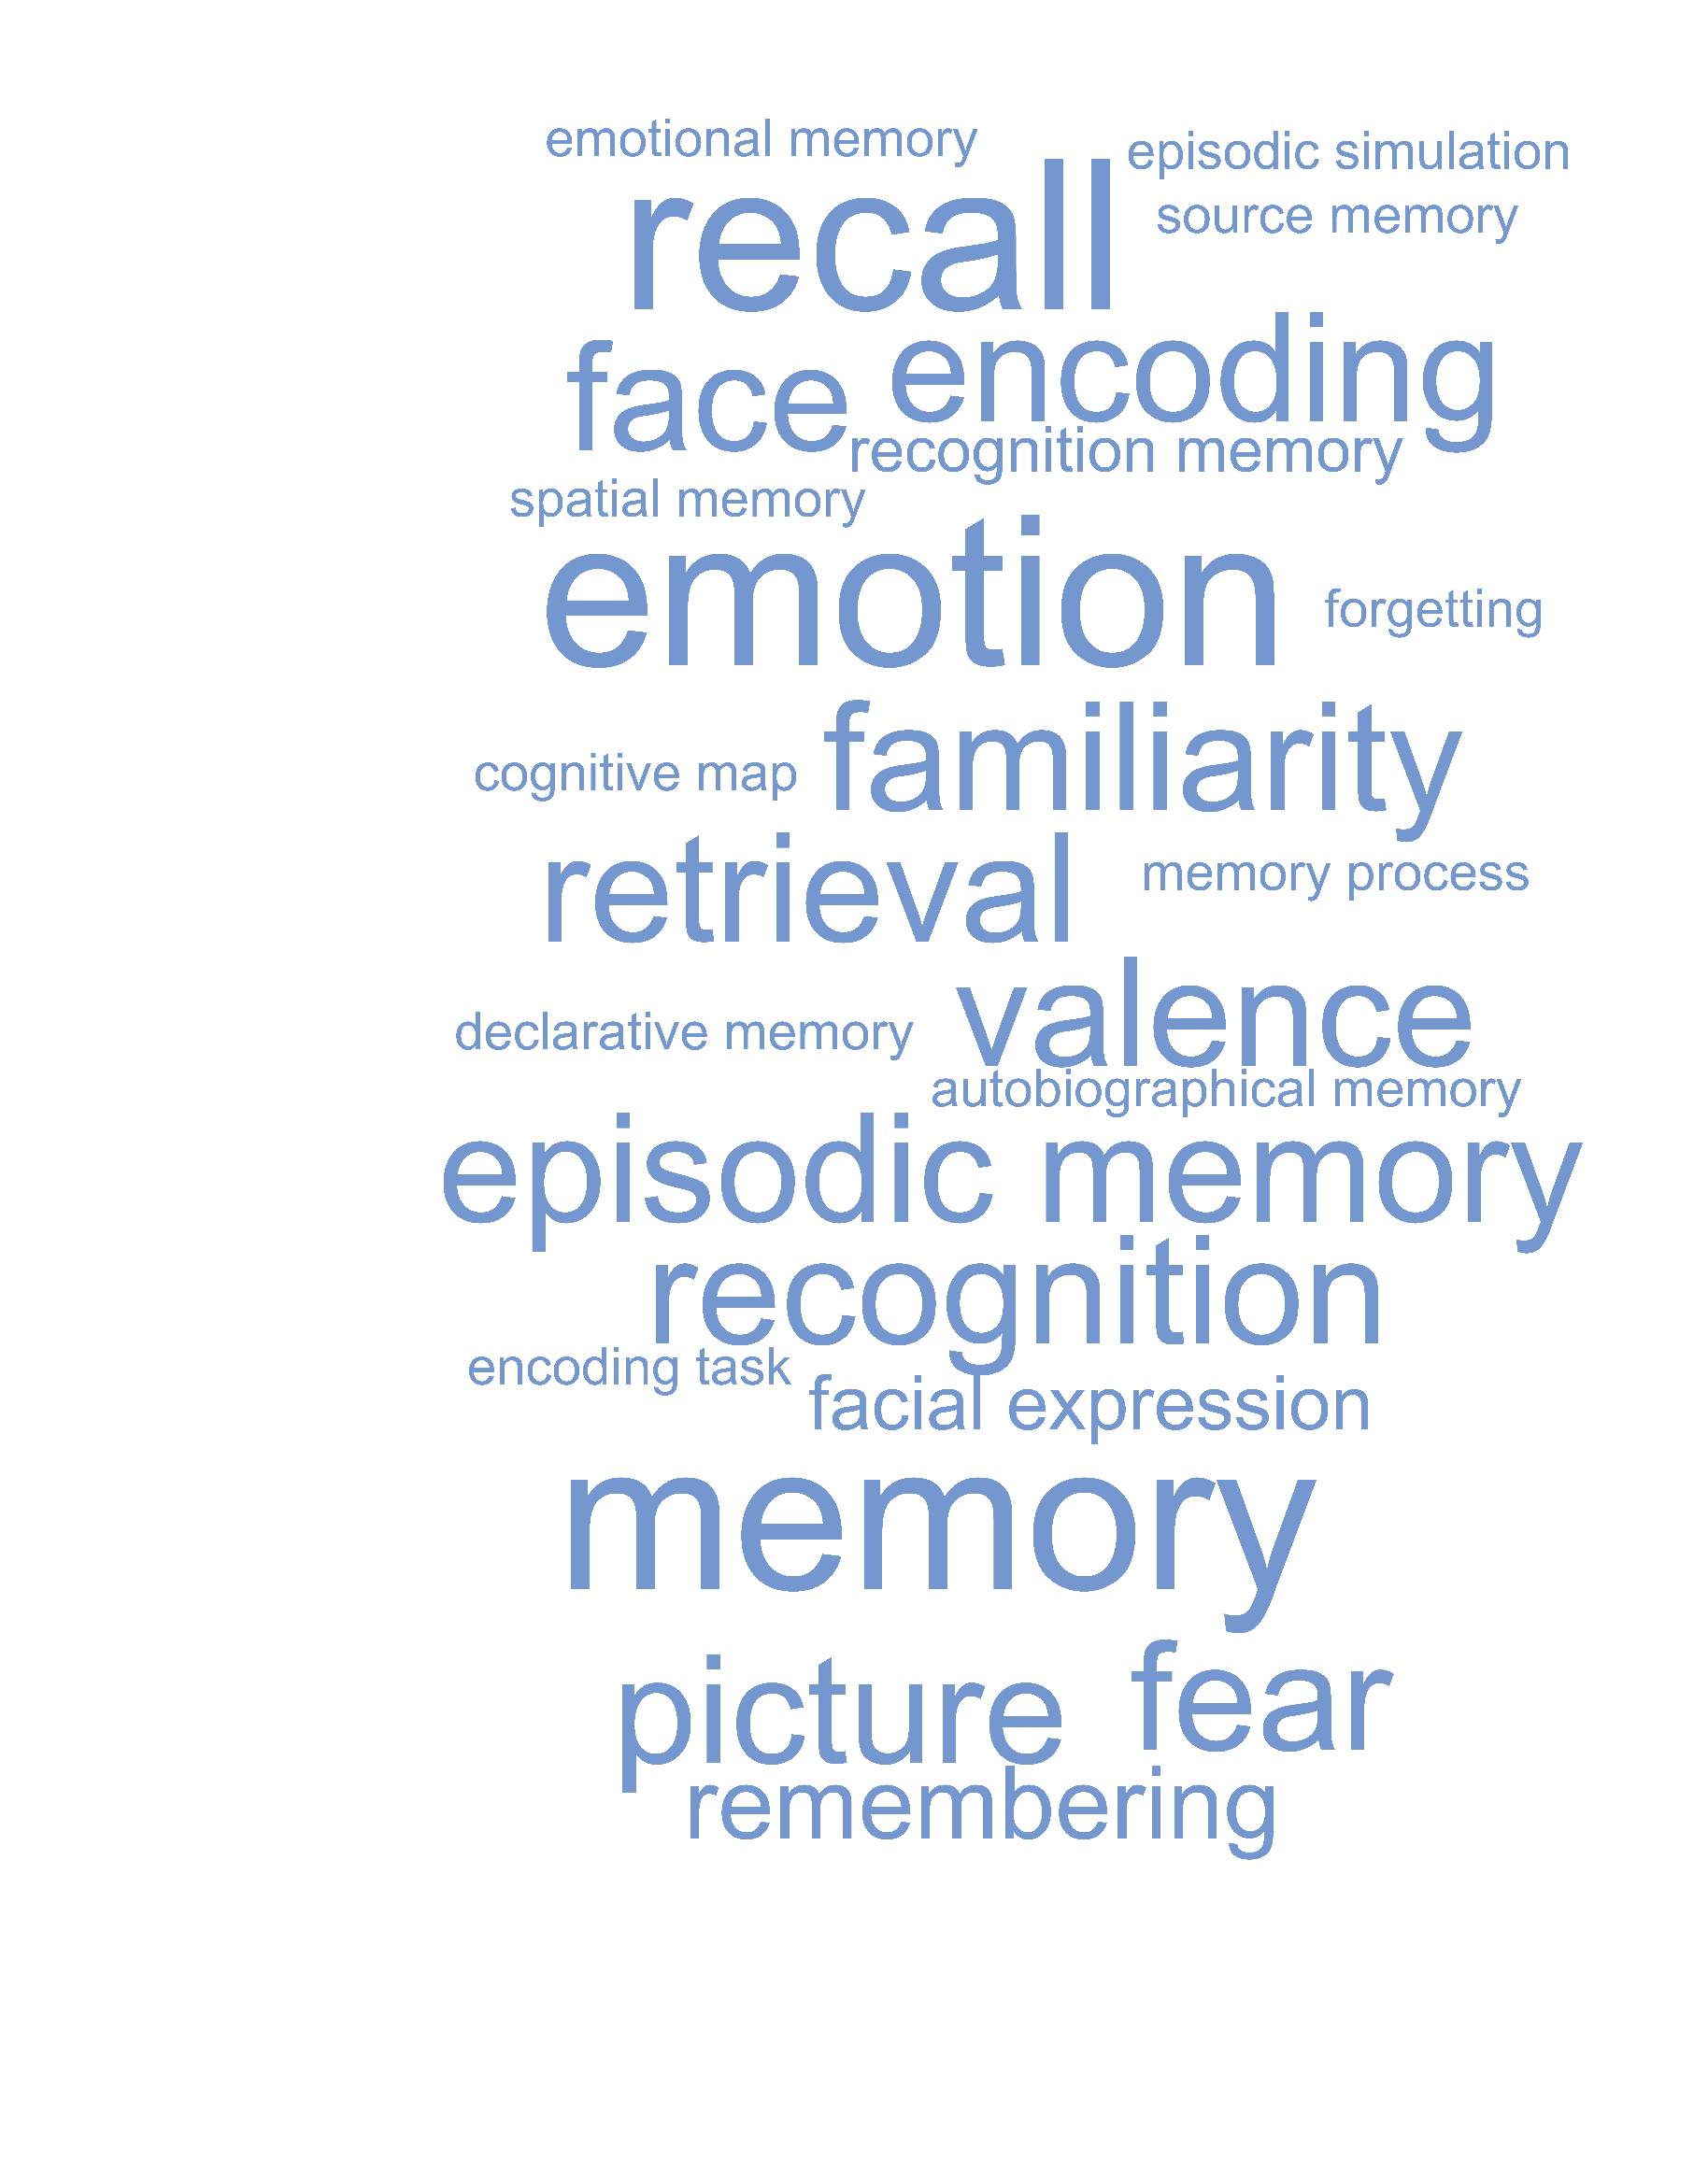 emotional memory
episodic simulation
recall
source memory
face
encoding
recognition memory
spatial memory
emotion
forgetting
familiarity
cognitive map
retrieval
memory process
valence
declarative memory
autobiographical memory
episodic memory
recognition
encoding task
facial expression
memory
picture
fear
remembering